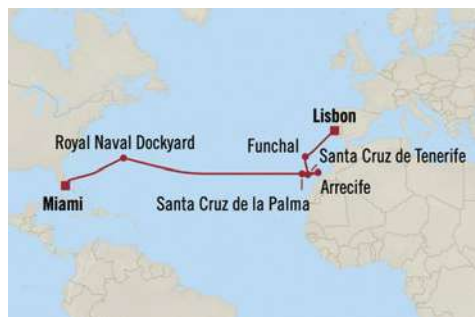 Lisbon
Royal Naval Dockyard
Funchal
Santa Cruz de Tenerife
Arrecife
Miami
Santa Cruz de la Palma